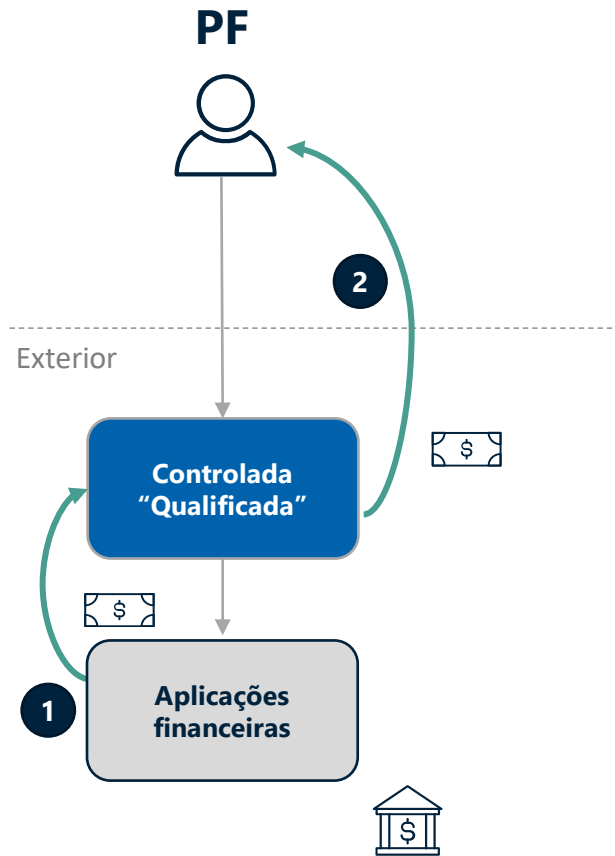 PF
2
Exterior
$
Controlada
“Qualificada”
$
1
Aplicações
financeiras
$